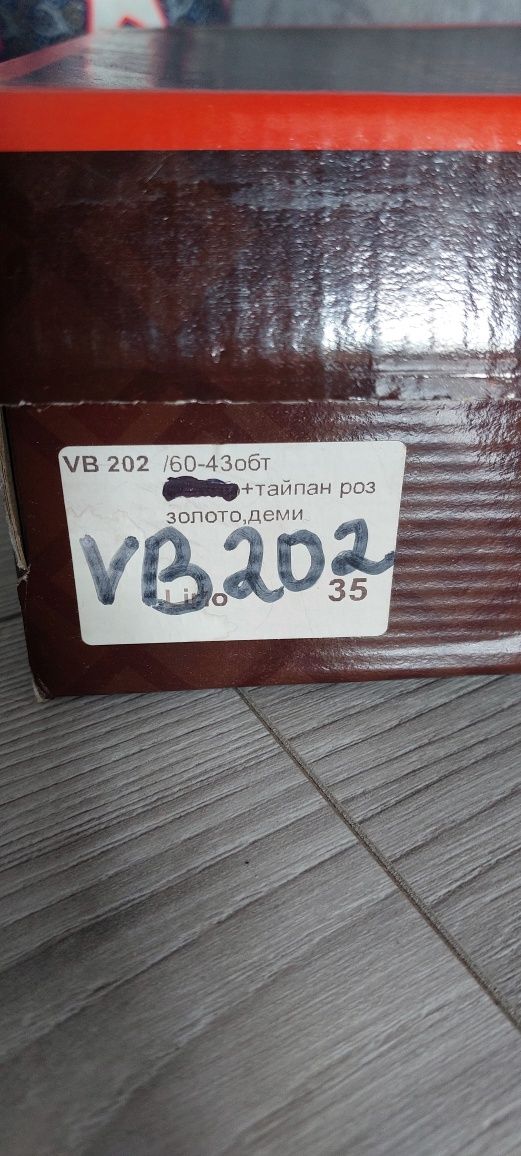 VB 202 /60-43обт
+тайпан роз
золото,деми
VB202
35